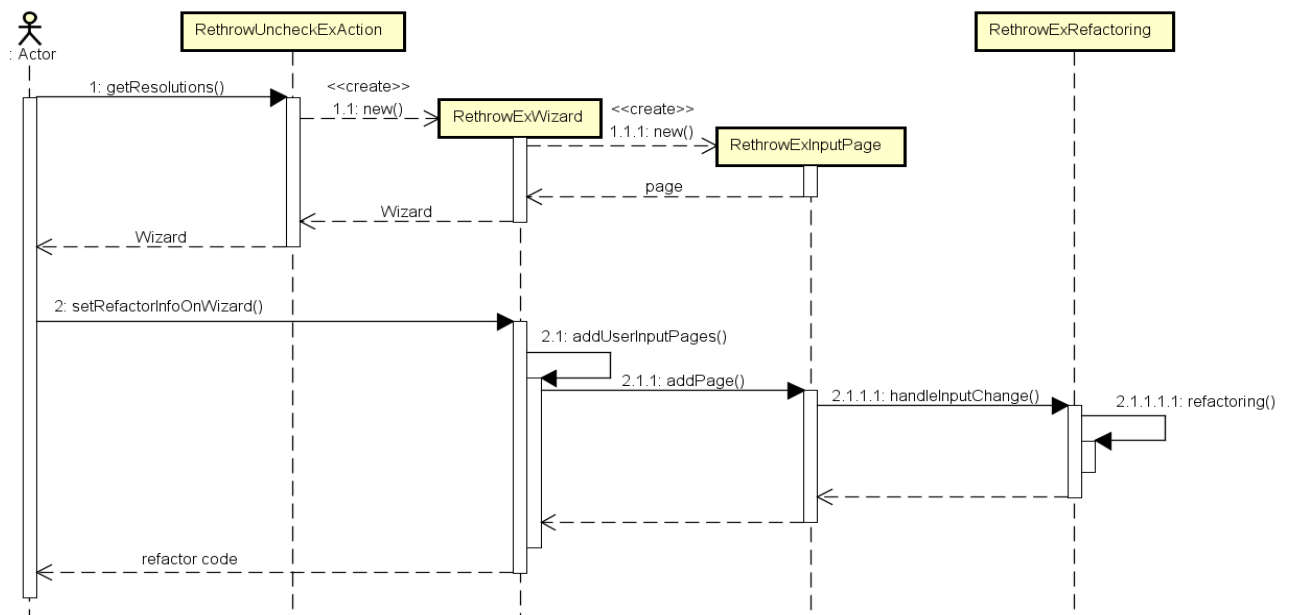 : Actor
RethrowUncheckExAction
RethrowExRefactoring
1: getResolutions()
<<create>>
1.1: new()
RethrowExWizard
<<create>>
1.1.1: new()
RethrowExInputPage
page
Wizard
Wizard
2: setRefactorInfoOnWizard()
2.1: addUserInputPages()
2.1.1: addPage()
2.1.1.1: handleInputChange()
2.1.1.1.1: refactoring()
refactor code